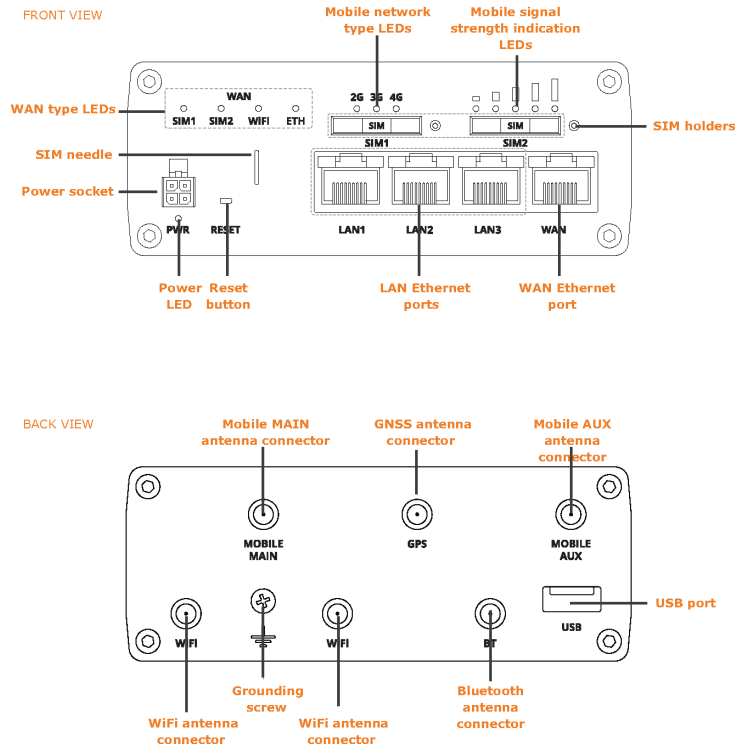 FRONT VIEW
Mobile network
type LEDs
Mobile signal
strength indication
LEDs
WAN
2G 3G 4G
WAN type LEDs
SIM1 SIM2 WIFI ETH
SIM
SIM
SIM holders
SIM1
SIM2
SIM needle
Power socket
PWR
RESET
LAN1
LAN2
LAN3
WAN
Power
LED
Reset
button
LAN Ethernet
ports
WAN Ethernet
port
BACK VIEW
Mobile MAIN
antenna connector
GNSS antenna
connector
Mobile AUX
antenna
connector
MOBILE
MAIN
GPS
MOBILE
AUX
USB port
USB
WIFI
WIFI
BT
Grounding
screw
Bluetooth
antenna
connector
WiFi antenna
connector
WiFi antenna
connector